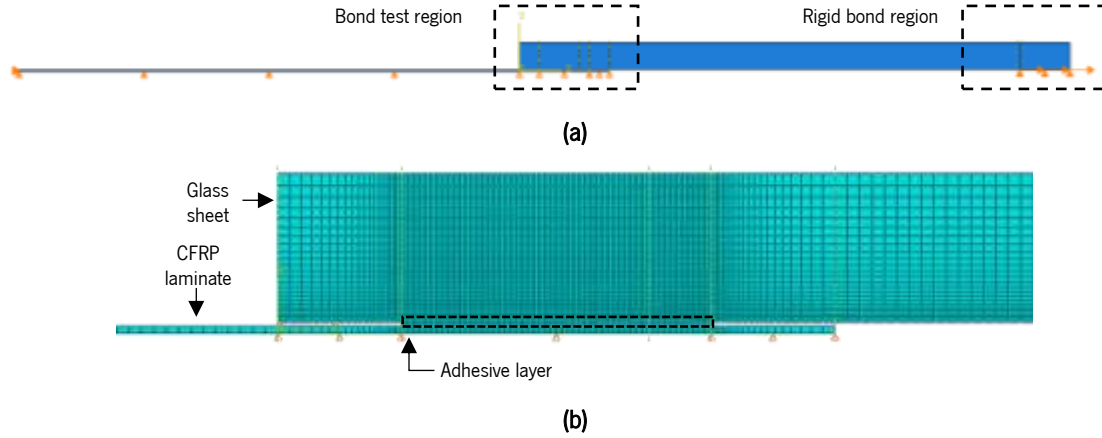 Bond test region
Rigid bond region
(a)
Glass
sheet
CFRP
laminate
Adhesive layer
(b)